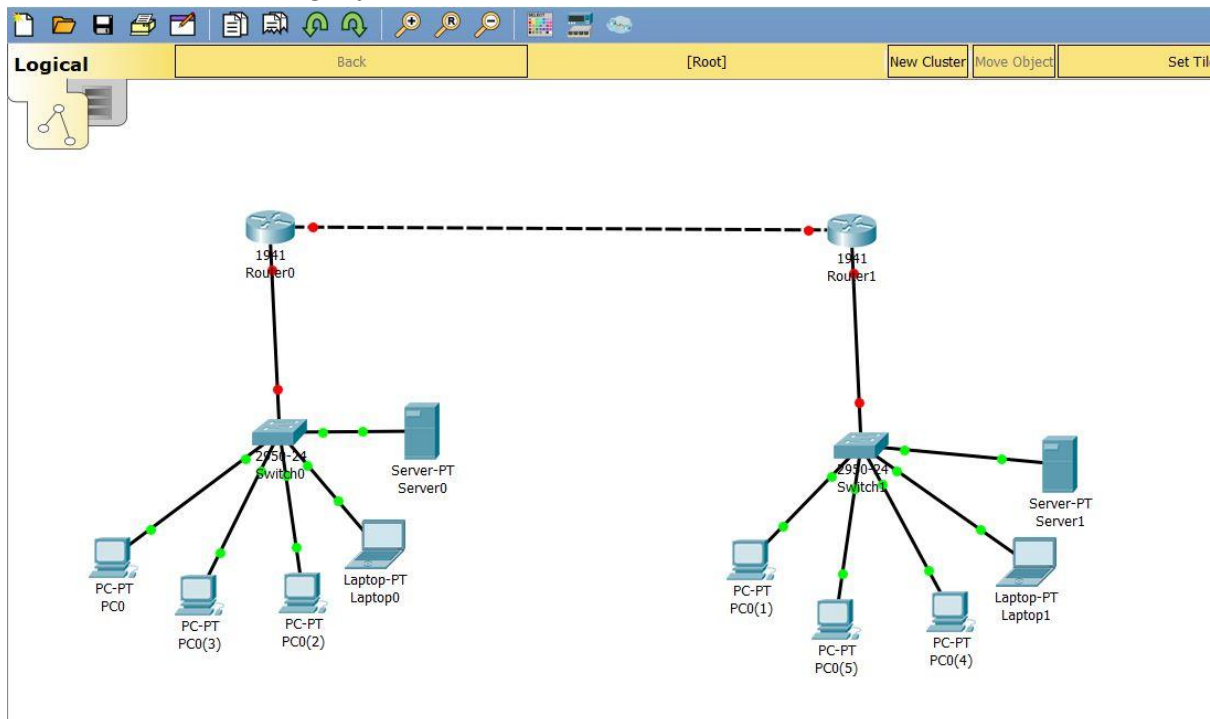 Logical
Back
[Root]
New Cluster
Move Object
Set Til
1941
Router0
1941
Router1
2950-24
Switch0
Server-PT
Server0
2950-24
Switch1
Server-PT
Server1
PC-PT
PC0
PC-PT
PC0(3)
PC-PT
PC0(2)
Laptop-PT
Laptop0
PC-PT
PC0(1)
PC-PT
PC0(5)
PC-PT
PC0(4)
Laptop-PT
Laptop1